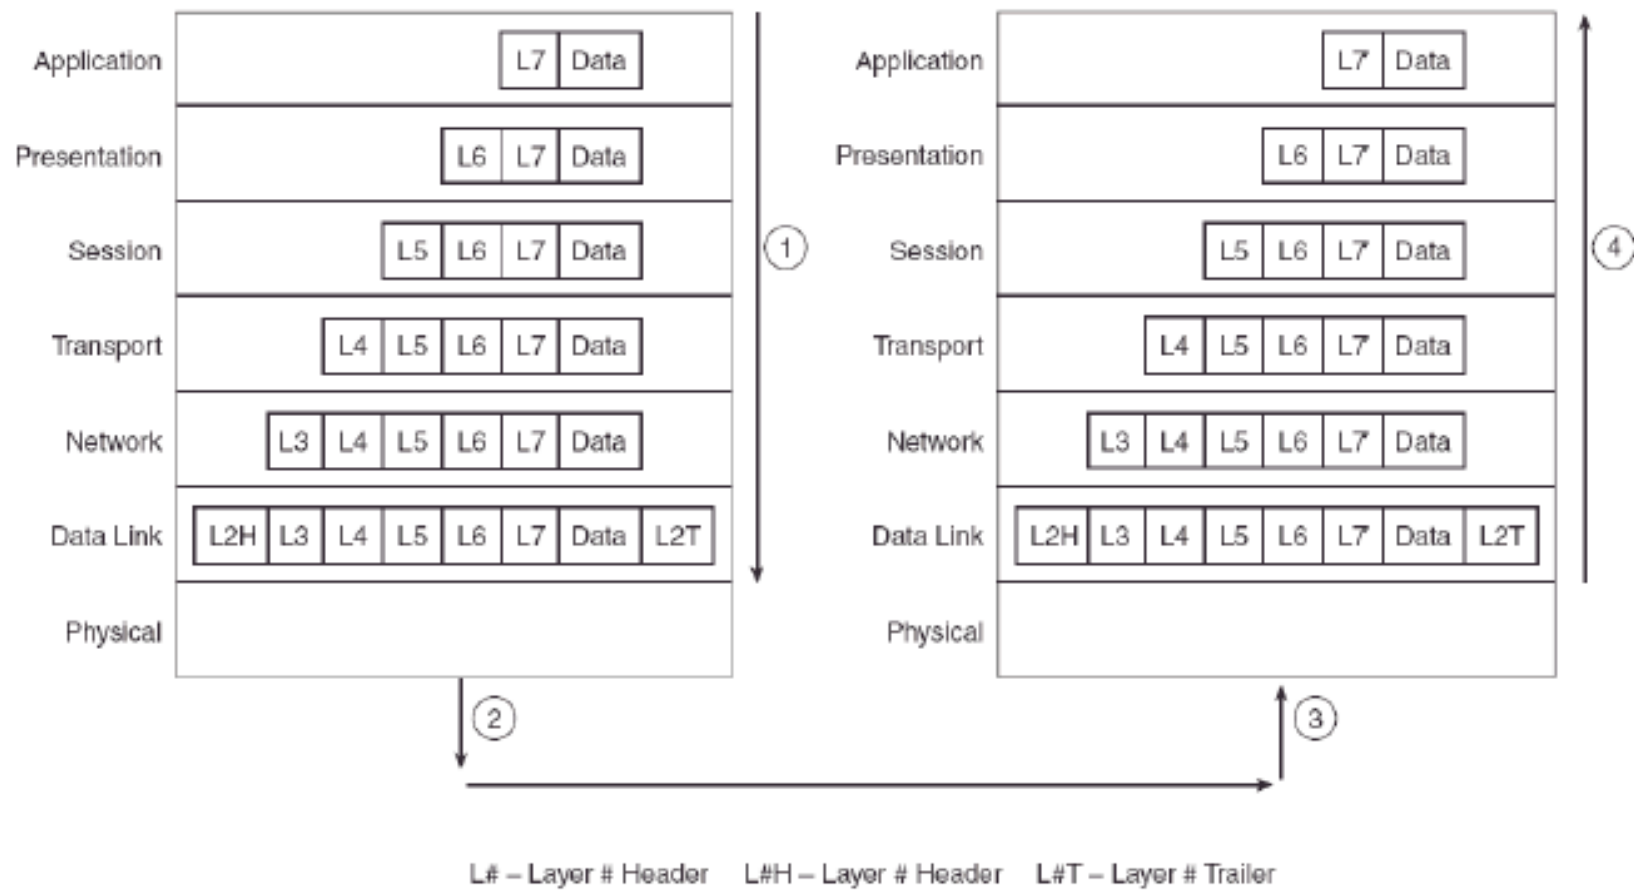 Application L7 Data
Presentation L6 L7 Data
Session L5 L6 L7 Data
Transport L4 L5 L6 L7 Data
Network L3 L4 L5 L6 L7 Data
Data Link L2H L3 L4 L5 L6 L7 Data L2T
Physical
1
2
Application L7 Data
Presentation L6 L7 Data
Session L5 L6 L7 Data
Transport L4 L5 L6 L7 Data
Network L3 L4 L5 L6 L7 Data
Data Link L2H L3 L4 L5 L6 L7 Data L2T
Physical
3
4
L# – Layer # Header L#H – Layer # Header L#T – Layer # Trailer